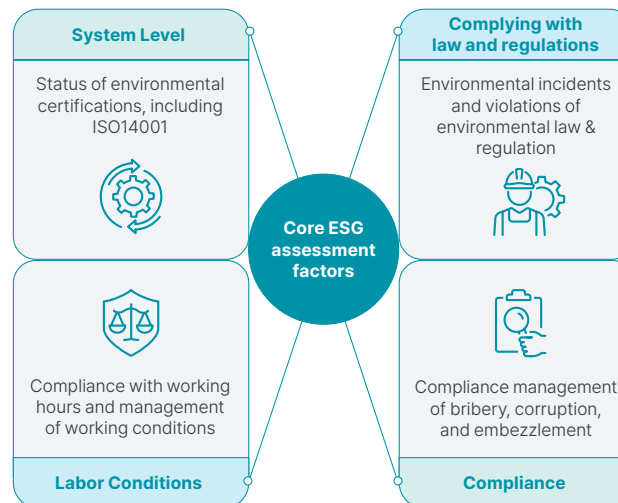 System Level
Status of environmental
certifications, including
ISO14001
Complying with
law and regulations
Environmental incidents
and violations of
environmental law &
regulation
Core ESG
assessment
factors
Compliance with working
hours and management
of working conditions
Labor Conditions
Compliance management
of bribery, corruption,
and embezzlement
Compliance